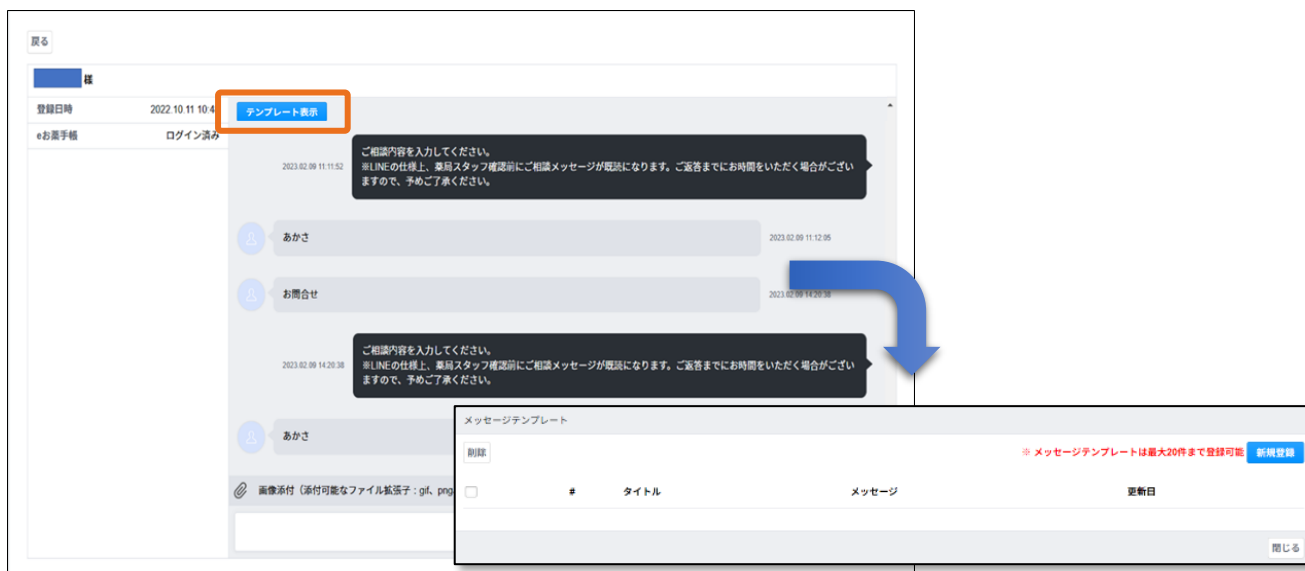 戻る
様
登録日時 2022.10.11 10:4
eお薬手帳 ログイン済み
テンプレート表示
2023.02.09 11:11:52
ご相談内容を入力してください。
※LINEの仕様上、薬局スタッフ確認前にご相談メッセージが既読になります。ご返答までにお時間をいただく場合がござい
ますので、予めご了承ください。
あかさ
2023.02.09 11:12:05
お問合せ
2023.02.09 14:20:38
2023.02.09 14:20:38
ご相談内容を入力してください。
※LINEの仕様上、薬局スタッフ確認前にご相談メッセージが既読になります。ご返答までにお時間をいただく場合がござい
ますので、予めご了承ください。
あかさ
画像添付（添付可能なファイル拡張子：gif、png
メッセージテンプレート
削除
※ メッセージテンプレートは最大20件まで登録可能 新規登録
# タイトル メッセージ 更新日
閉じる